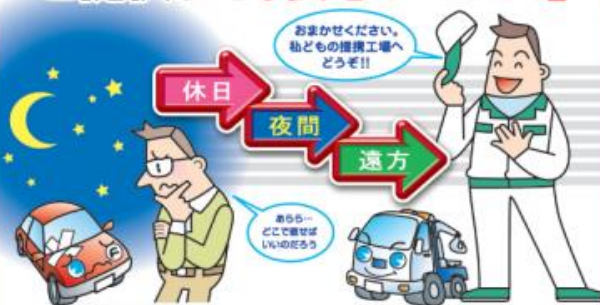 おまかせください。
私どもの提携工場へ
どうぞ!!
休日
夜間
遠方
あらら…
どこで直せば
いいのだろう